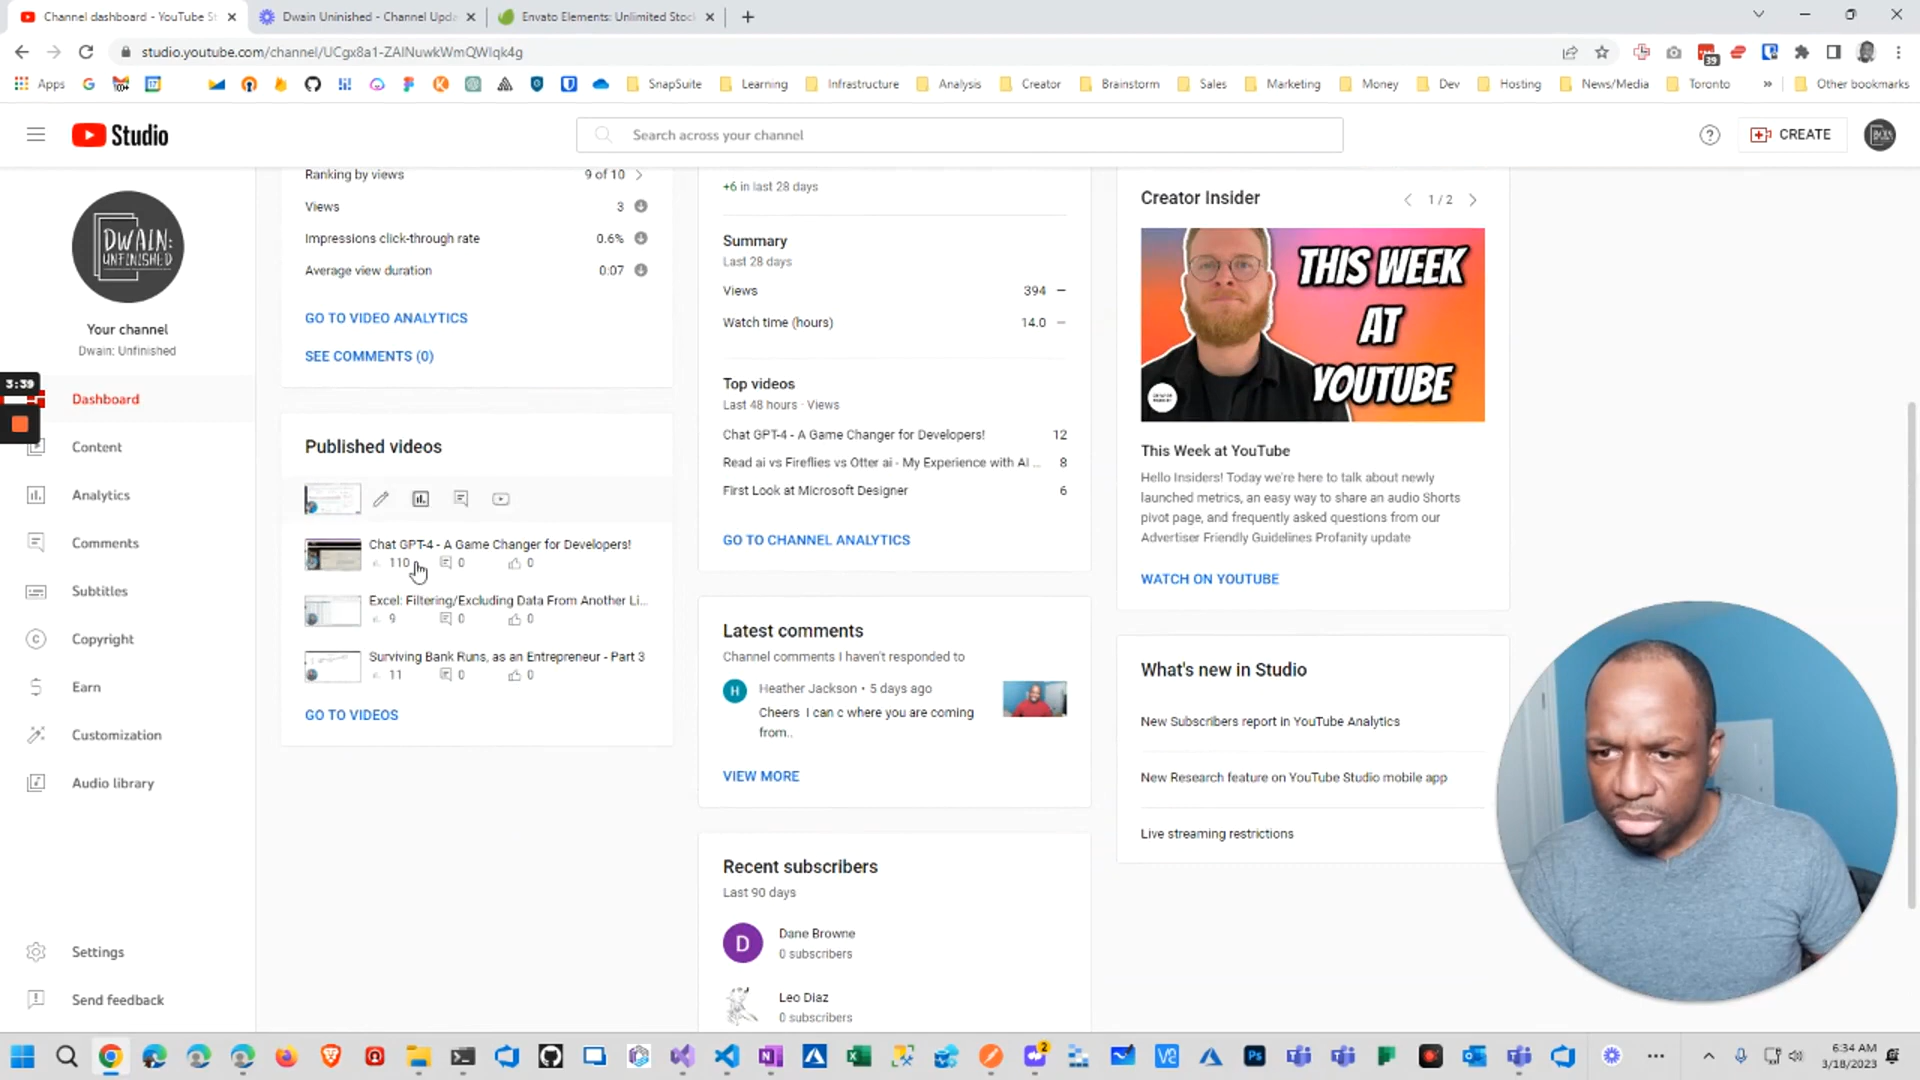 Channel dashboard - YouTube St
Dwain Uninished - Channel Upda
Envato Elements: Unlimited Stock
studio.youtube.com/channel/UCgx8a1-ZAlNuwkWmQWlqk4g
39
Apps
SnapSuite
Learning
Infrastructure
Analysis
Creator
Brainstorm
Sales
Marketing
Money
Dev
Hosting
News/Media
Toronto
»
Other bookmarks
Studio
Search across your channel
CREATE
DWAIN:
UNFINISHED
Your channel
Dwain: Unfinished
3:39
Dashboard
Content
Analytics
Comments
Subtitles
Copyright
Earn
Customization
Audio library
Settings
Send feedback
Ranking by views 9 of 10
Views 3
Impressions click-through rate 0.6%
Average view duration 0:07
GO TO VIDEO ANALYTICS
SEE COMMENTS (0)
Published videos
Chat GPT-4 - A Game Changer for Developers!
110 0 0
Excel: Filtering/Excluding Data From Another Li...
9 0 0
Surviving Bank Runs, as an Entrepreneur - Part 3
11 0 0
GO TO VIDEOS
+6 in last 28 days
Summary
Last 28 days
Views 394 —
Watch time (hours) 14.0 —
Top videos
Last 48 hours · Views
Chat GPT-4 - A Game Changer for Developers! 12
Read ai vs Fireflies vs Otter ai - My Experience with AI ... 8
First Look at Microsoft Designer 6
GO TO CHANNEL ANALYTICS
Latest comments
Channel comments I haven't responded to
H
Heather Jackson • 5 days ago
Cheers I can c where you are coming
from..
VIEW MORE
Recent subscribers
Last 90 days
D
Dane Browne
0 subscribers
Leo Diaz
0 subscribers
Creator Insider
1 / 2
THIS WEEK
AT
YOUTUBE
This Week at YouTube
Hello Insiders! Today we're here to talk about newly
launched metrics, an easy way to share an audio Shorts
pivot page, and frequently asked questions from our
Advertiser Friendly Guidelines Profanity update
WATCH ON YOUTUBE
What's new in Studio
New Subscribers report in YouTube Analytics
New Research feature on YouTube Studio mobile app
Live streaming restrictions
2
6:34 AM
3/18/2023